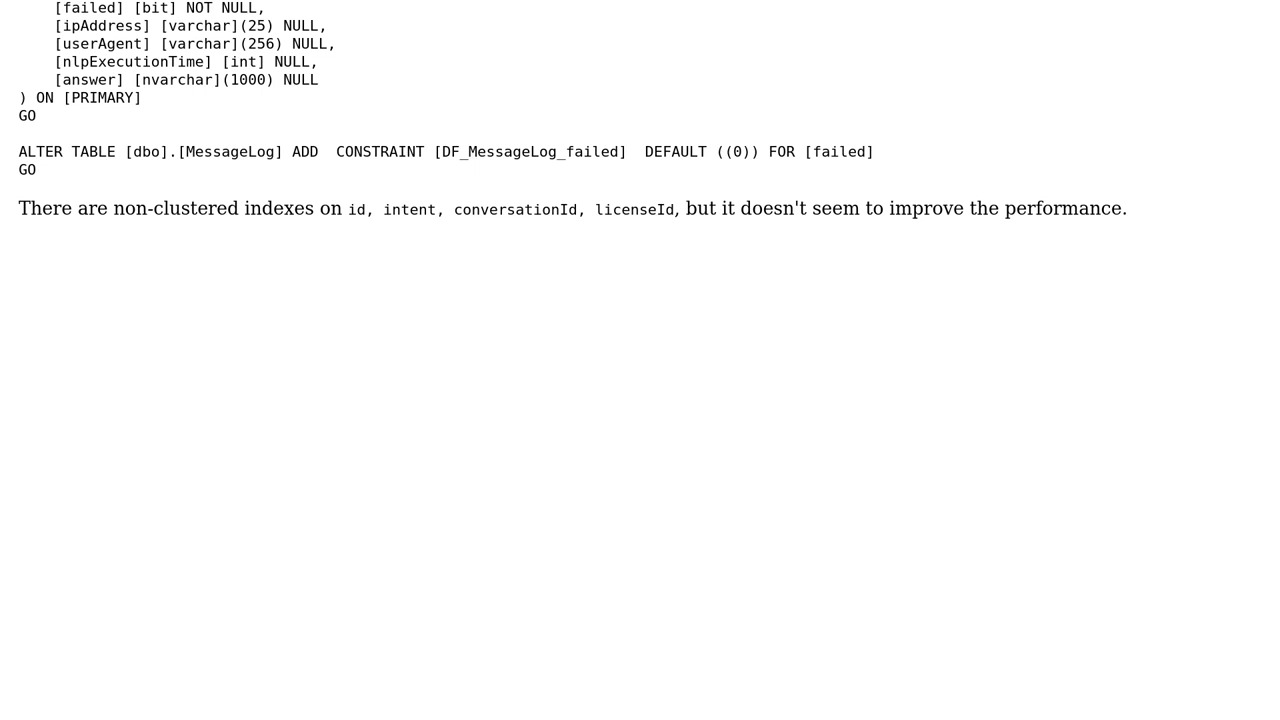 [failed] [bit] NOT NULL,
[ipAddress] [varchar](25) NULL,
[userAgent] [varchar](256) NULL,
[nlpExecutionTime] [int] NULL,
[answer] [nvarchar](1000) NULL
) ON [PRIMARY]
GO
ALTER TABLE [dbo].[MessageLog] ADD  CONSTRAINT [DF_MessageLog_failed]  DEFAULT ((0)) FOR [failed]
GO
There are non-clustered indexes on id, intent, conversationId, licenseId, but it doesn't seem to improve the performance.